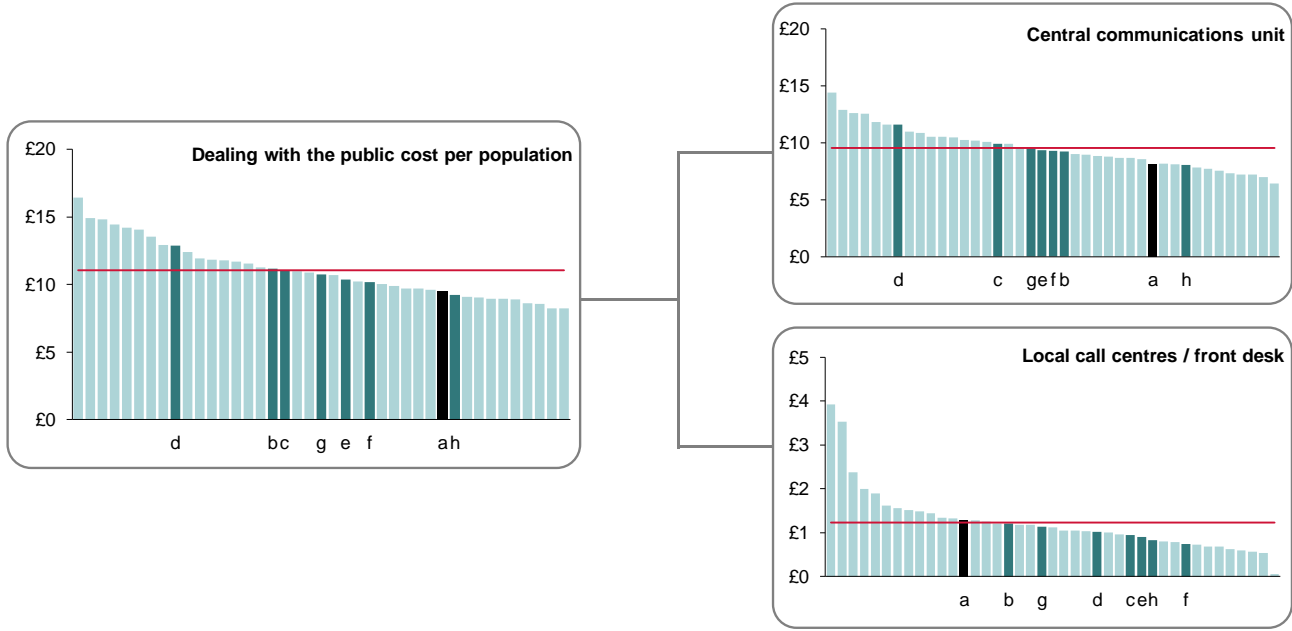 Dealing with the public cost per population
£20
£15
£10
£5
£0
d b c g e f a h
Central communications unit
£20
£15
£10
£5
£0
d c g e f b a h
Local call centres / front desk
£5
£4
£3
£2
£1
£0
a b g d c e h f